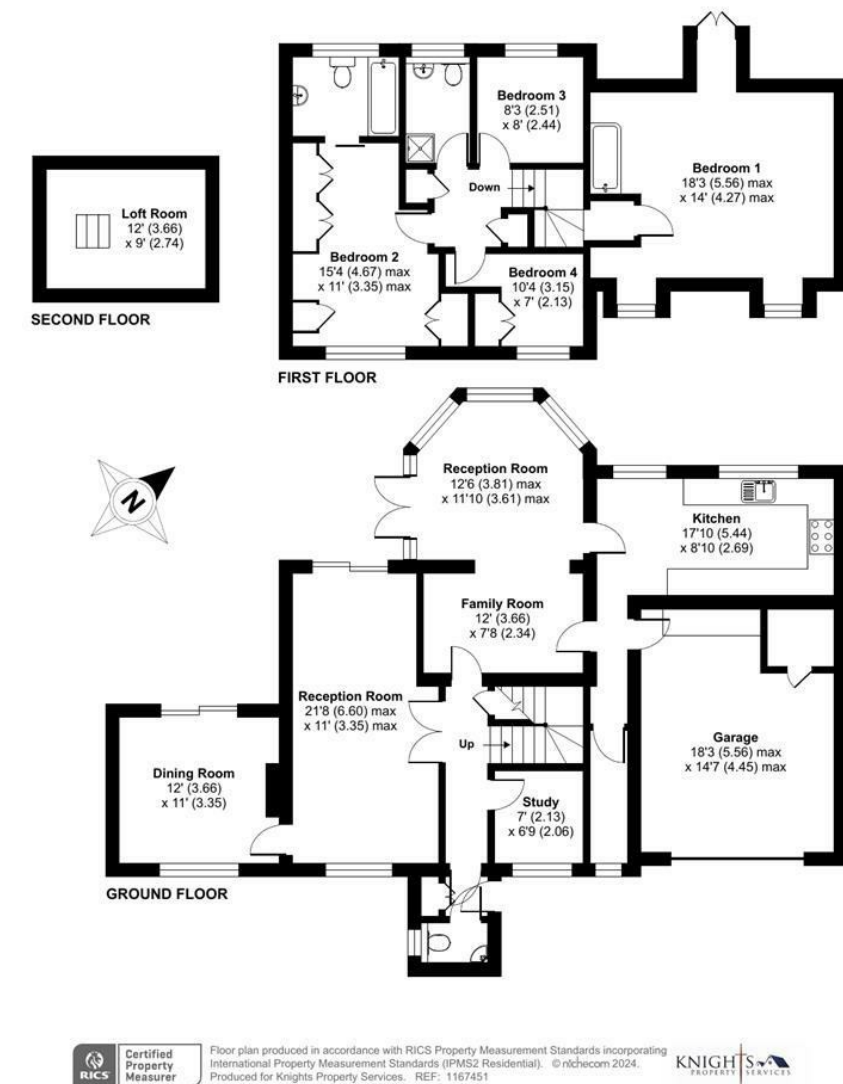 Bedroom 3
8'3 (2.51)
x 8' (2.44)
Bedroom 1
18'3 (5.56) max
x 14' (4.27) max
Down
Loft Room
12' (3.66)
x 9' (2.74)
Bedroom 2
15'4 (4.67) max
x 11' (3.35) max
Bedroom 4
10'4 (3.15)
x 7' (2.13)
SECOND FLOOR
FIRST FLOOR
Reception Room
12'6 (3.81) max
x 11'10 (3.61) max
N
Kitchen
17'10 (5.44)
x 8'10 (2.69)
Family Room
12' (3.66)
x 7'8 (2.34)
Reception Room
21'8 (6.60) max
x 11' (3.35) max
Up
Garage
18'3 (5.56) max
x 14'7 (4.45) max
Dining Room
12' (3.66)
x 11' (3.35)
Study
7' (2.13)
x 6'9 (2.06)
GROUND FLOOR
RICS
Certified
Property
Measurer
Floor plan produced in accordance with RICS Property Measurement Standards incorporating
International Property Measurement Standards (IPMS2 Residential). © nichecom 2024.
Produced for Knights Property Services. REF: 1167451
KNIGHTS
PROPERTY SERVICES